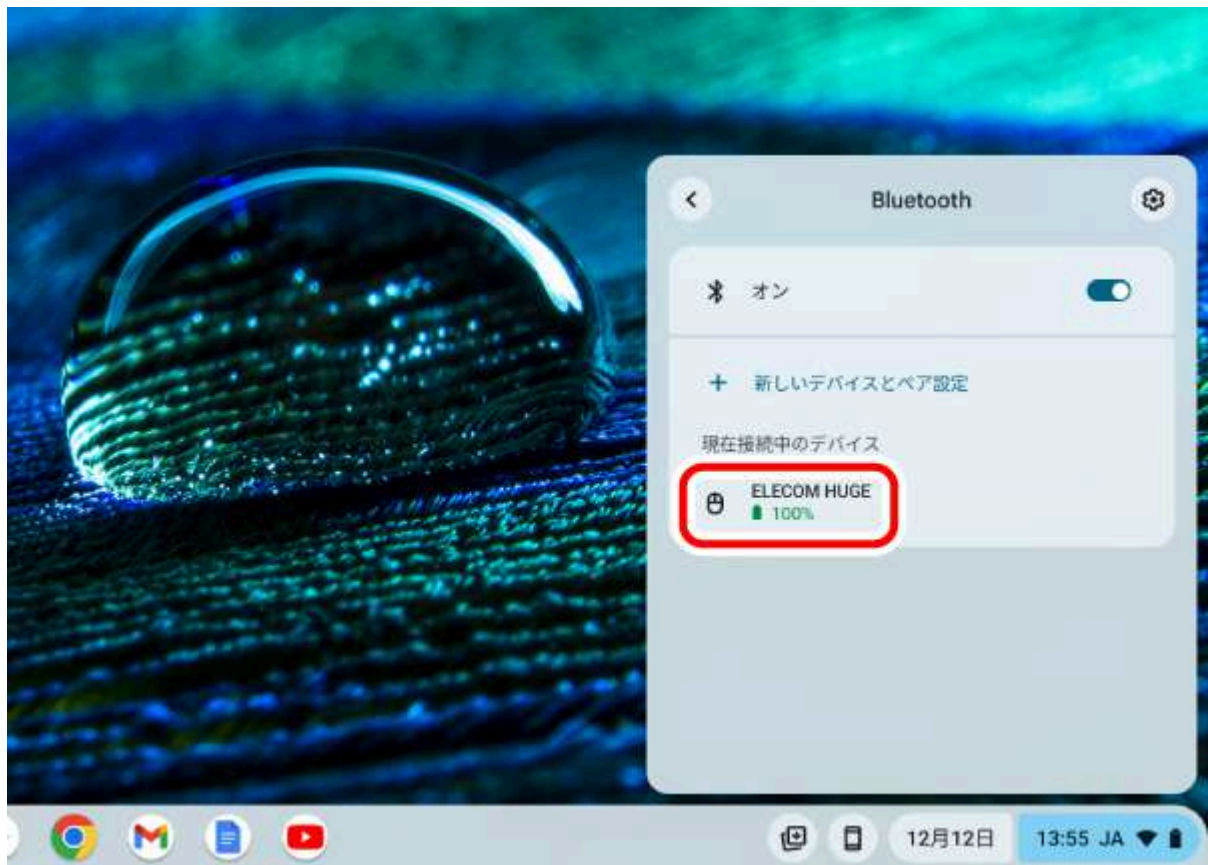 Bluetooth
オン
新しいデバイスとペア設定
現在接続中のデバイス
ELECOM HUGE
100%
12月12日
13:55 JA